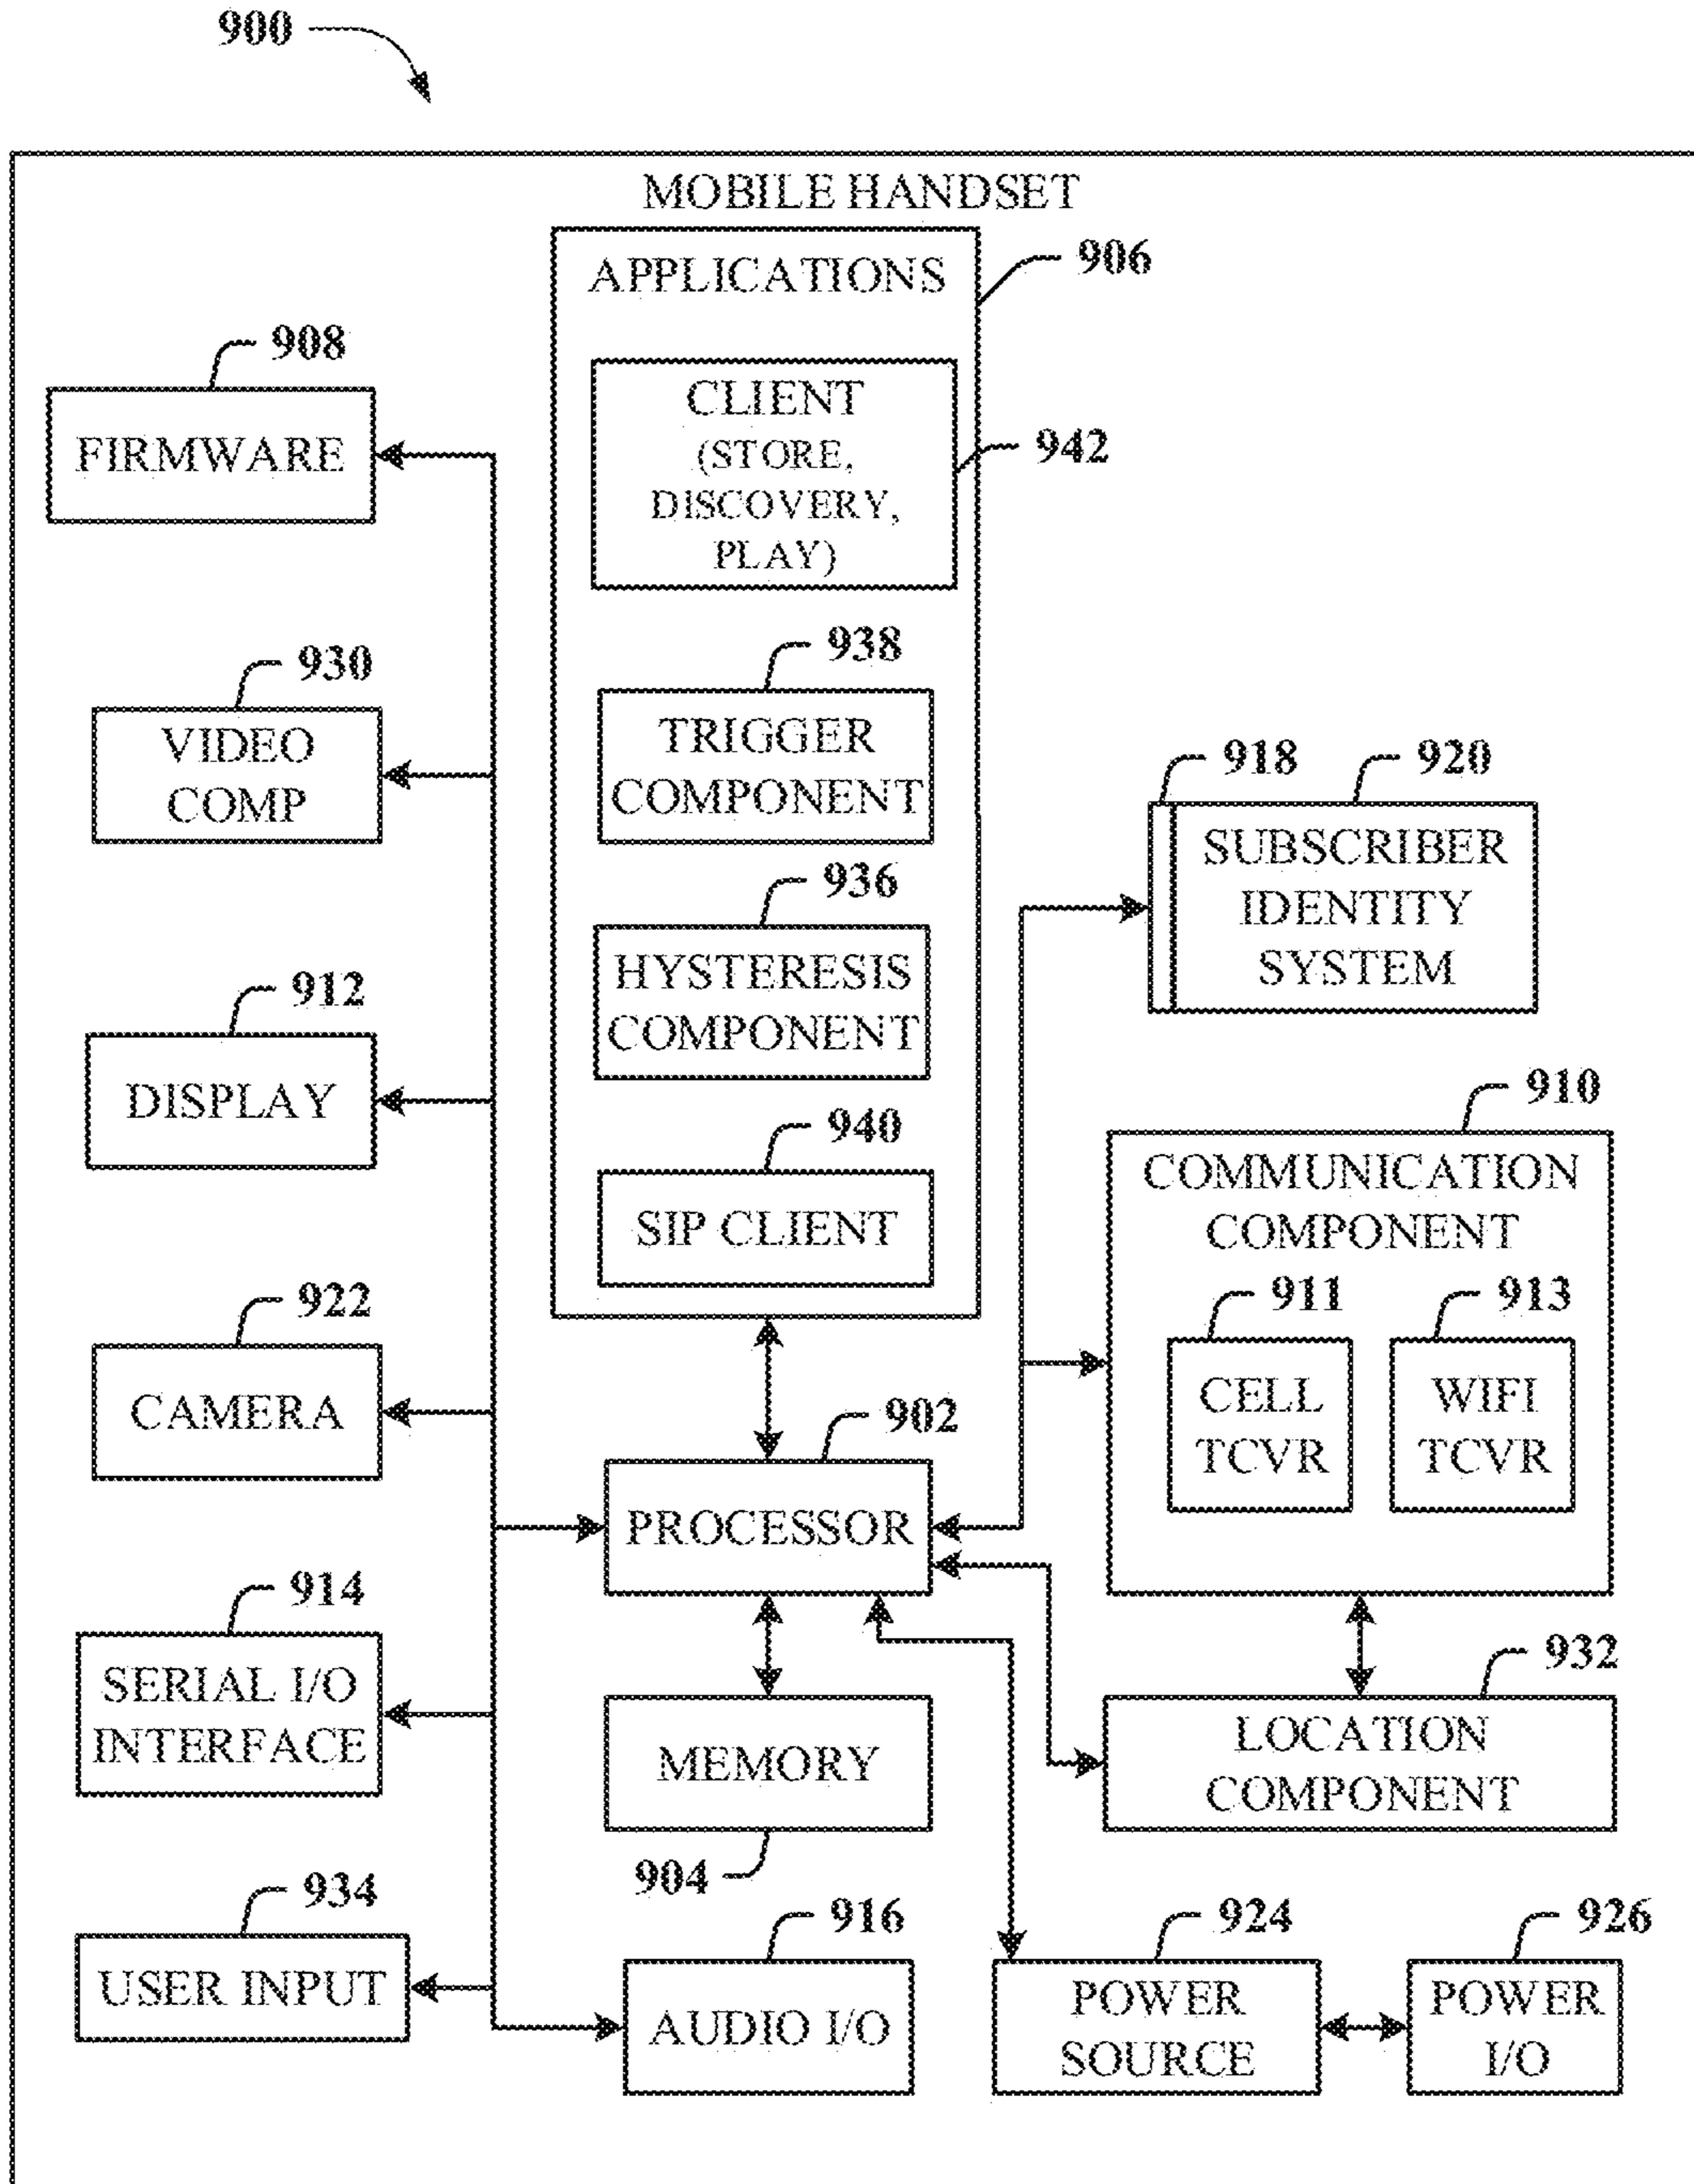 900
MOBILE HANDSET
APPLICATIONS
906
CLIENT
(STORE,
DISCOVERY,
PLAY)
942
938
TRIGGER
COMPONENT
936
HYSTERESIS
COMPONENT
940
SIP CLIENT
908
FIRMWARE
930
VIDEO
COMP
912
DISPLAY
922
CAMERA
914
SERIAL I/O
INTERFACE
934
USER INPUT
902
PROCESSOR
MEMORY
904
916
AUDIO I/O
918
920
SUBSCRIBER
IDENTITY
SYSTEM
910
COMMUNICATION
COMPONENT
911
CELL
TCVR
913
WIFI
TCVR
932
LOCATION
COMPONENT
924
POWER
SOURCE
926
POWER
I/O